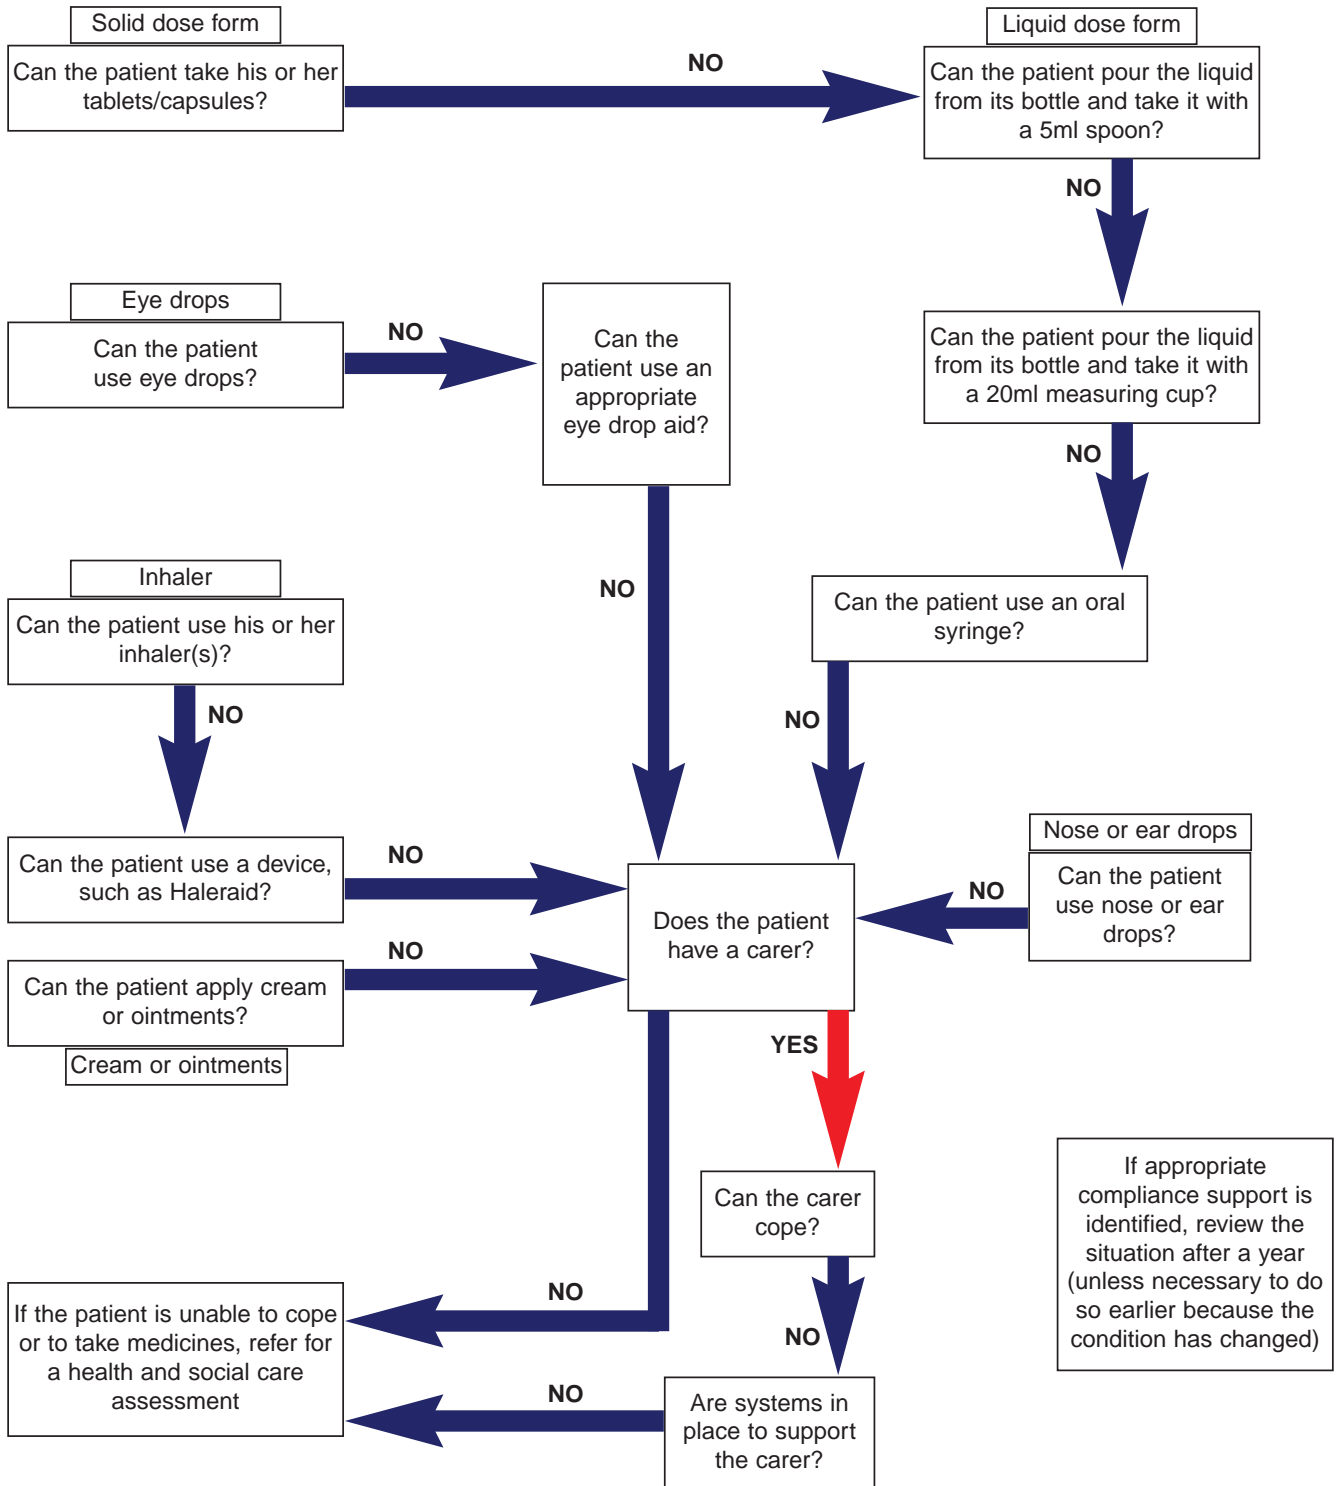 Solid dose form
Can the patient take his or her
tablets/capsules?
NO
Liquid dose form
Can the patient pour the liquid
from its bottle and take it with
a 5ml spoon?
NO
Eye drops
Can the patient
use eye drops?
NO
Can the
patient use an
appropriate
eye drop aid?
Can the patient pour the liquid
from its bottle and take it with
a 20ml measuring cup?
NO
Inhaler
Can the patient use his or her
inhaler(s)?
NO
NO
Can the patient use an oral
syringe?
NO
Can the patient use a device,
such as Haleraid?
NO
Nose or ear drops
Can the patient
use nose or ear
drops?
NO
Does the patient
have a carer?
Can the patient apply cream
or ointments?
Cream or ointments
NO
YES
Can the carer
cope?
If appropriate
compliance support is
identified, review the
situation after a year
(unless necessary to do
so earlier because the
condition has changed)
NO
NO
If the patient is unable to cope
or to take medicines, refer for
a health and social care
assessment
NO
Are systems in
place to support
the carer?